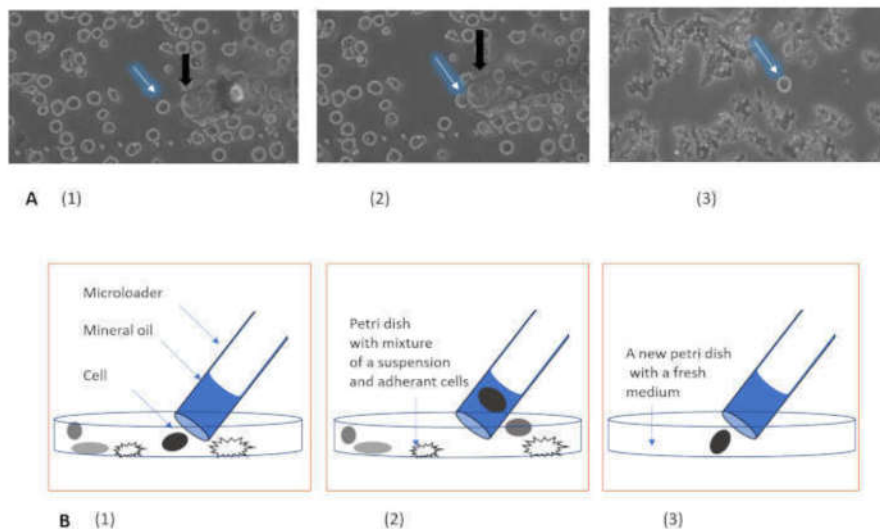 A (1) (2) (3)
Microloader
Mineral oil
Cell
Petri dish
with mixture
of a suspension
and adherant cells
A new petri dish
with a fresh
medium
B (1) (2) (3)